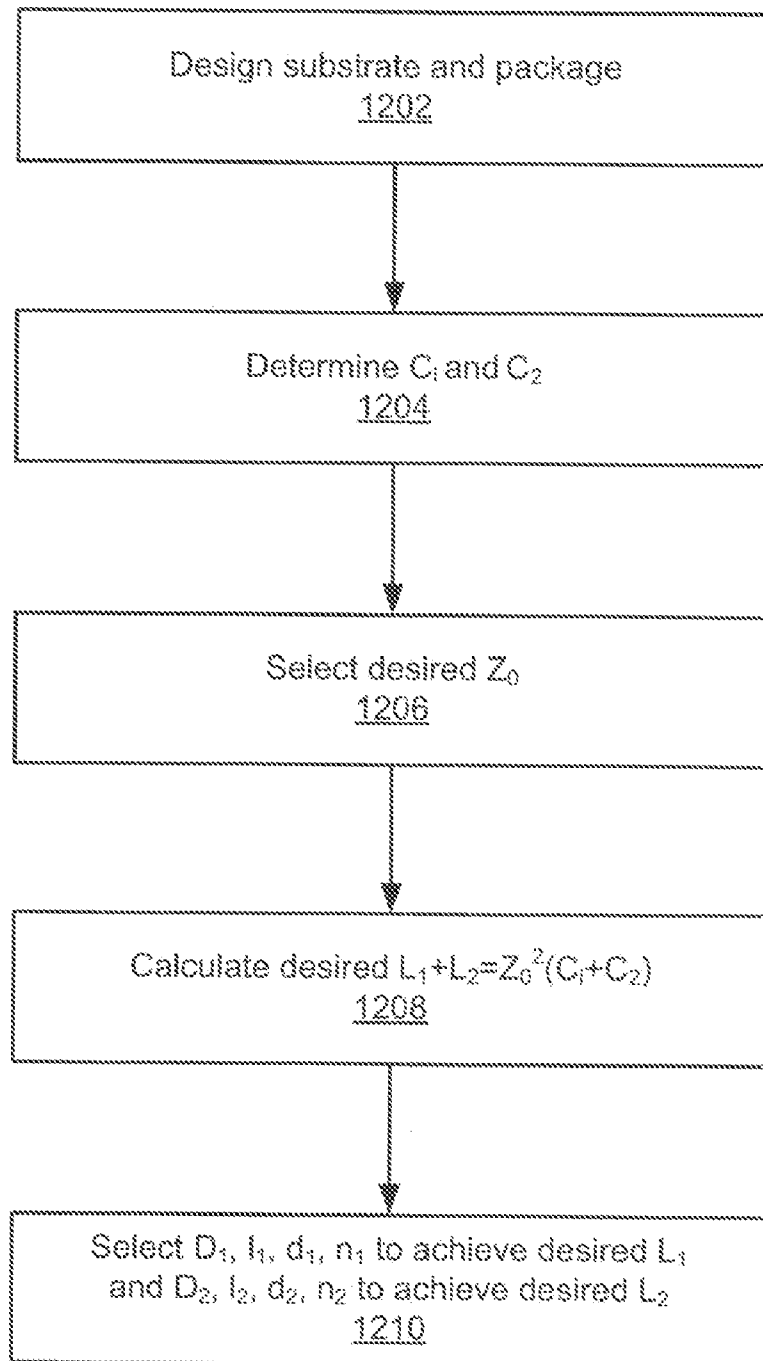 Design substrate and package
1202
Determine Cᵢ and C₂
1204
Select desired Z₀
1206
Calculate desired L₁+L₂=Z₀²(Cᵢ+C₂)
1208
Select D₁, l₁, d₁, n₁ to achieve desired L₁
and D₂, l₂, d₂, n₂ to achieve desired L₂
1210